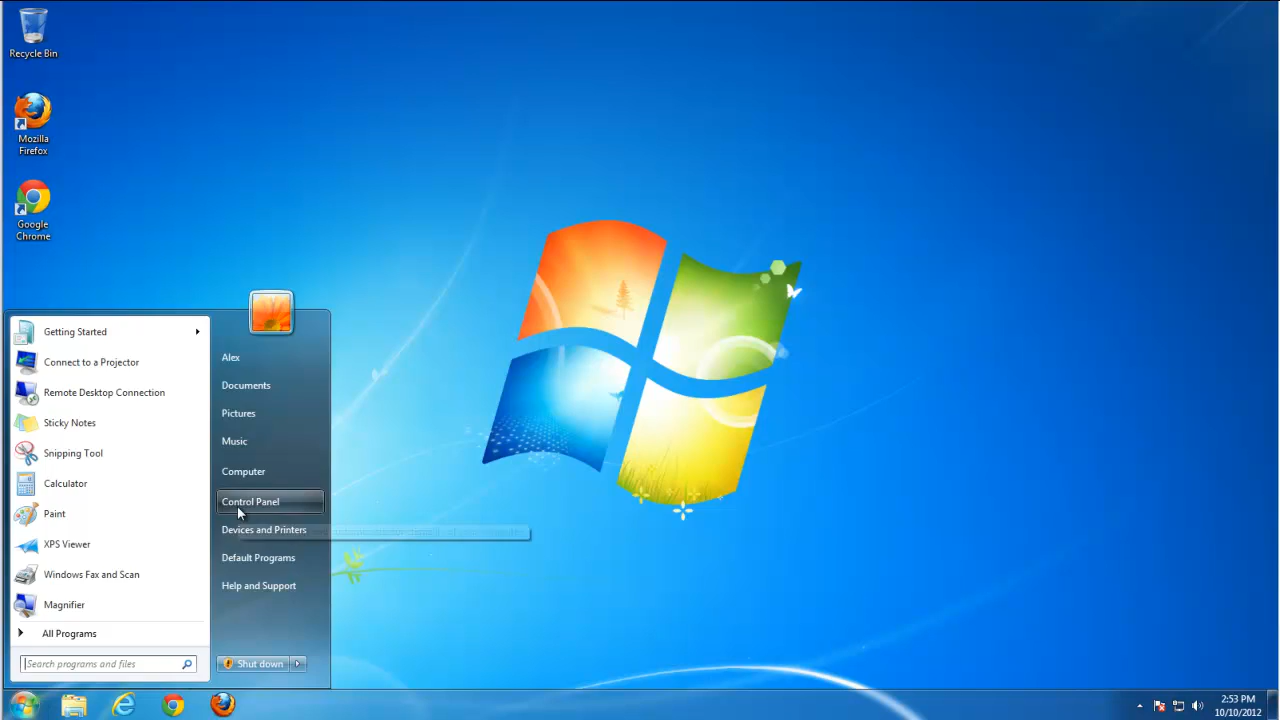 Recycle Bin
Mozilla
Firefox
Google
Chrome
Getting Started
Connect to a Projector
Remote Desktop Connection
Sticky Notes
Snipping Tool
Calculator
Paint
XPS Viewer
Windows Fax and Scan
Magnifier
All Programs
Search programs and files
Alex
Documents
Pictures
Music
Computer
Control Panel
Devices and Printers
Default Programs
Help and Support
Shut down
2:53 PM
10/10/2012